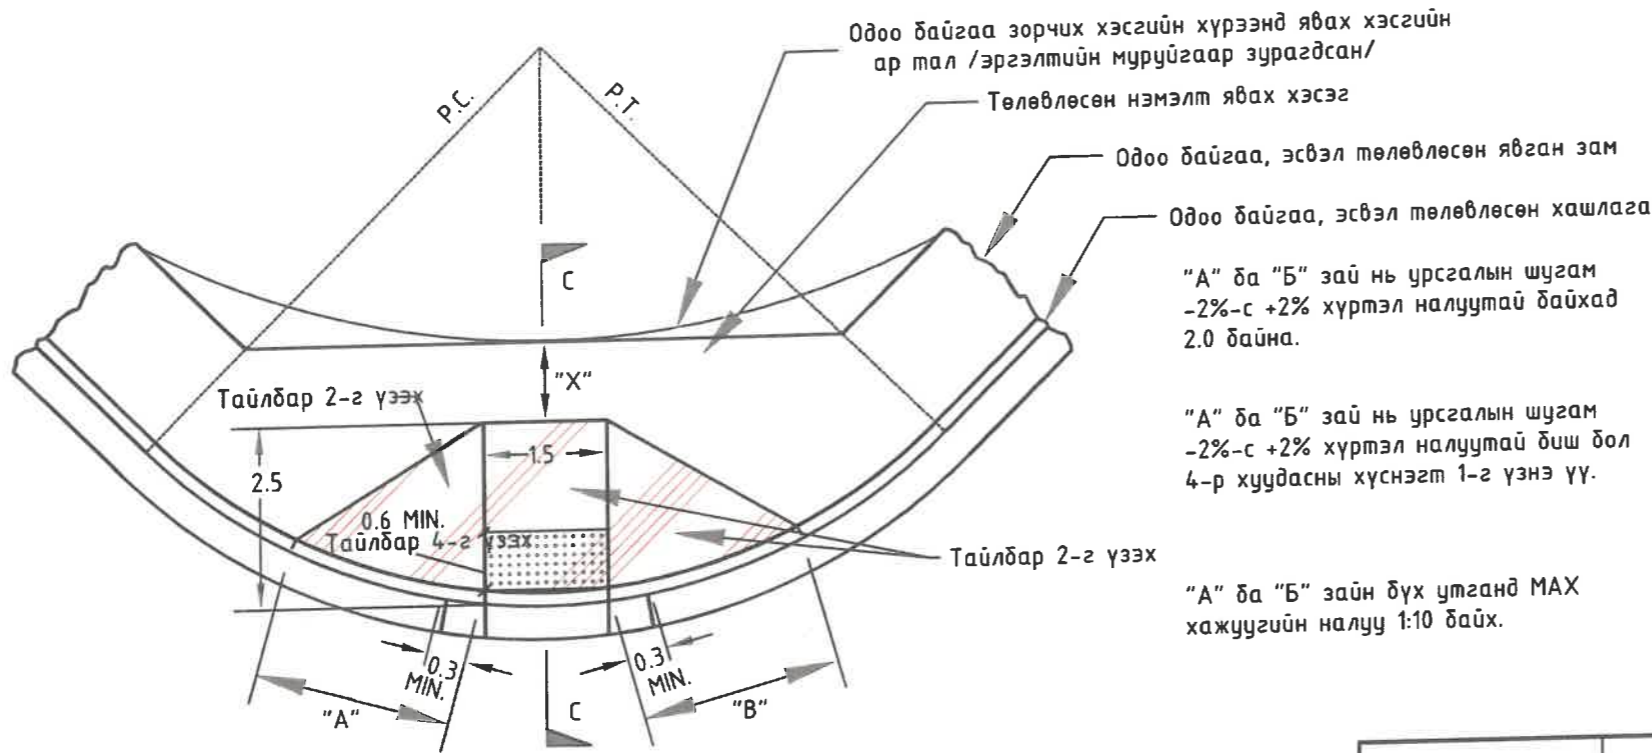 Одоо байгаа зорчих хэсгийн хүрээнд явах хэсгийн
ар тал /эргэлтийн муруйгаар зурагдсан/
P.C.
P.T.
Төлөвлөсөн нэмэлт явах хэсэг
Одоо байгаа, эсвэл төлөвлөсөн явган зам
Одоо байгаа, эсвэл төлөвлөсөн хашлага
C
"А" ба "Б" зай нь урсгалын шугам
-2%-с +2% хүртэл налуутай байхад
2.0 байна.
"X"
Тайлбар 2-г үзэх
"А" ба "Б" зай нь урсгалын шугам
-2%-с +2% хүртэл налуутай биш бол
4-р хуудасны хүснэгт 1-г үзнэ үү.
1.5
2.5
0.6 MIN.
Тайлбар 4-г үзэх
Тайлбар 2-г үзэх
"А" ба "Б" зайн бүх утганд MAX
хажуугийн налуу 1:10 байх.
0.3
MIN.
0.3
MIN.
"A"
C
"B"